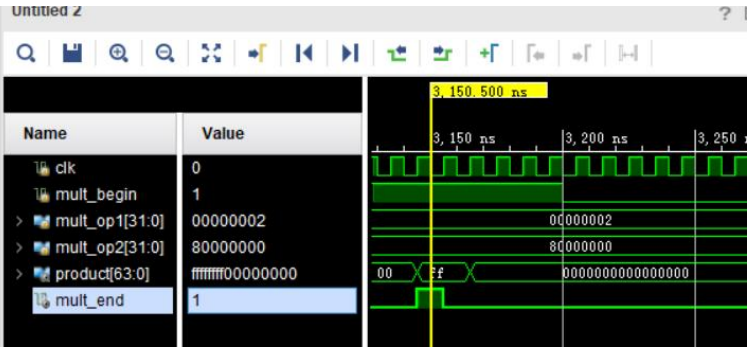 Untitled 2
?
3,150.500 ns
Name Value
3,150 ns 3,200 ns 3,250
clk 0
mult_begin 1
mult_op1[31:0] 00000002 00000002
mult_op2[31:0] 80000000 80000000
product[63:0] ffffffff00000000 00 ff 0000000000000000
mult_end 1